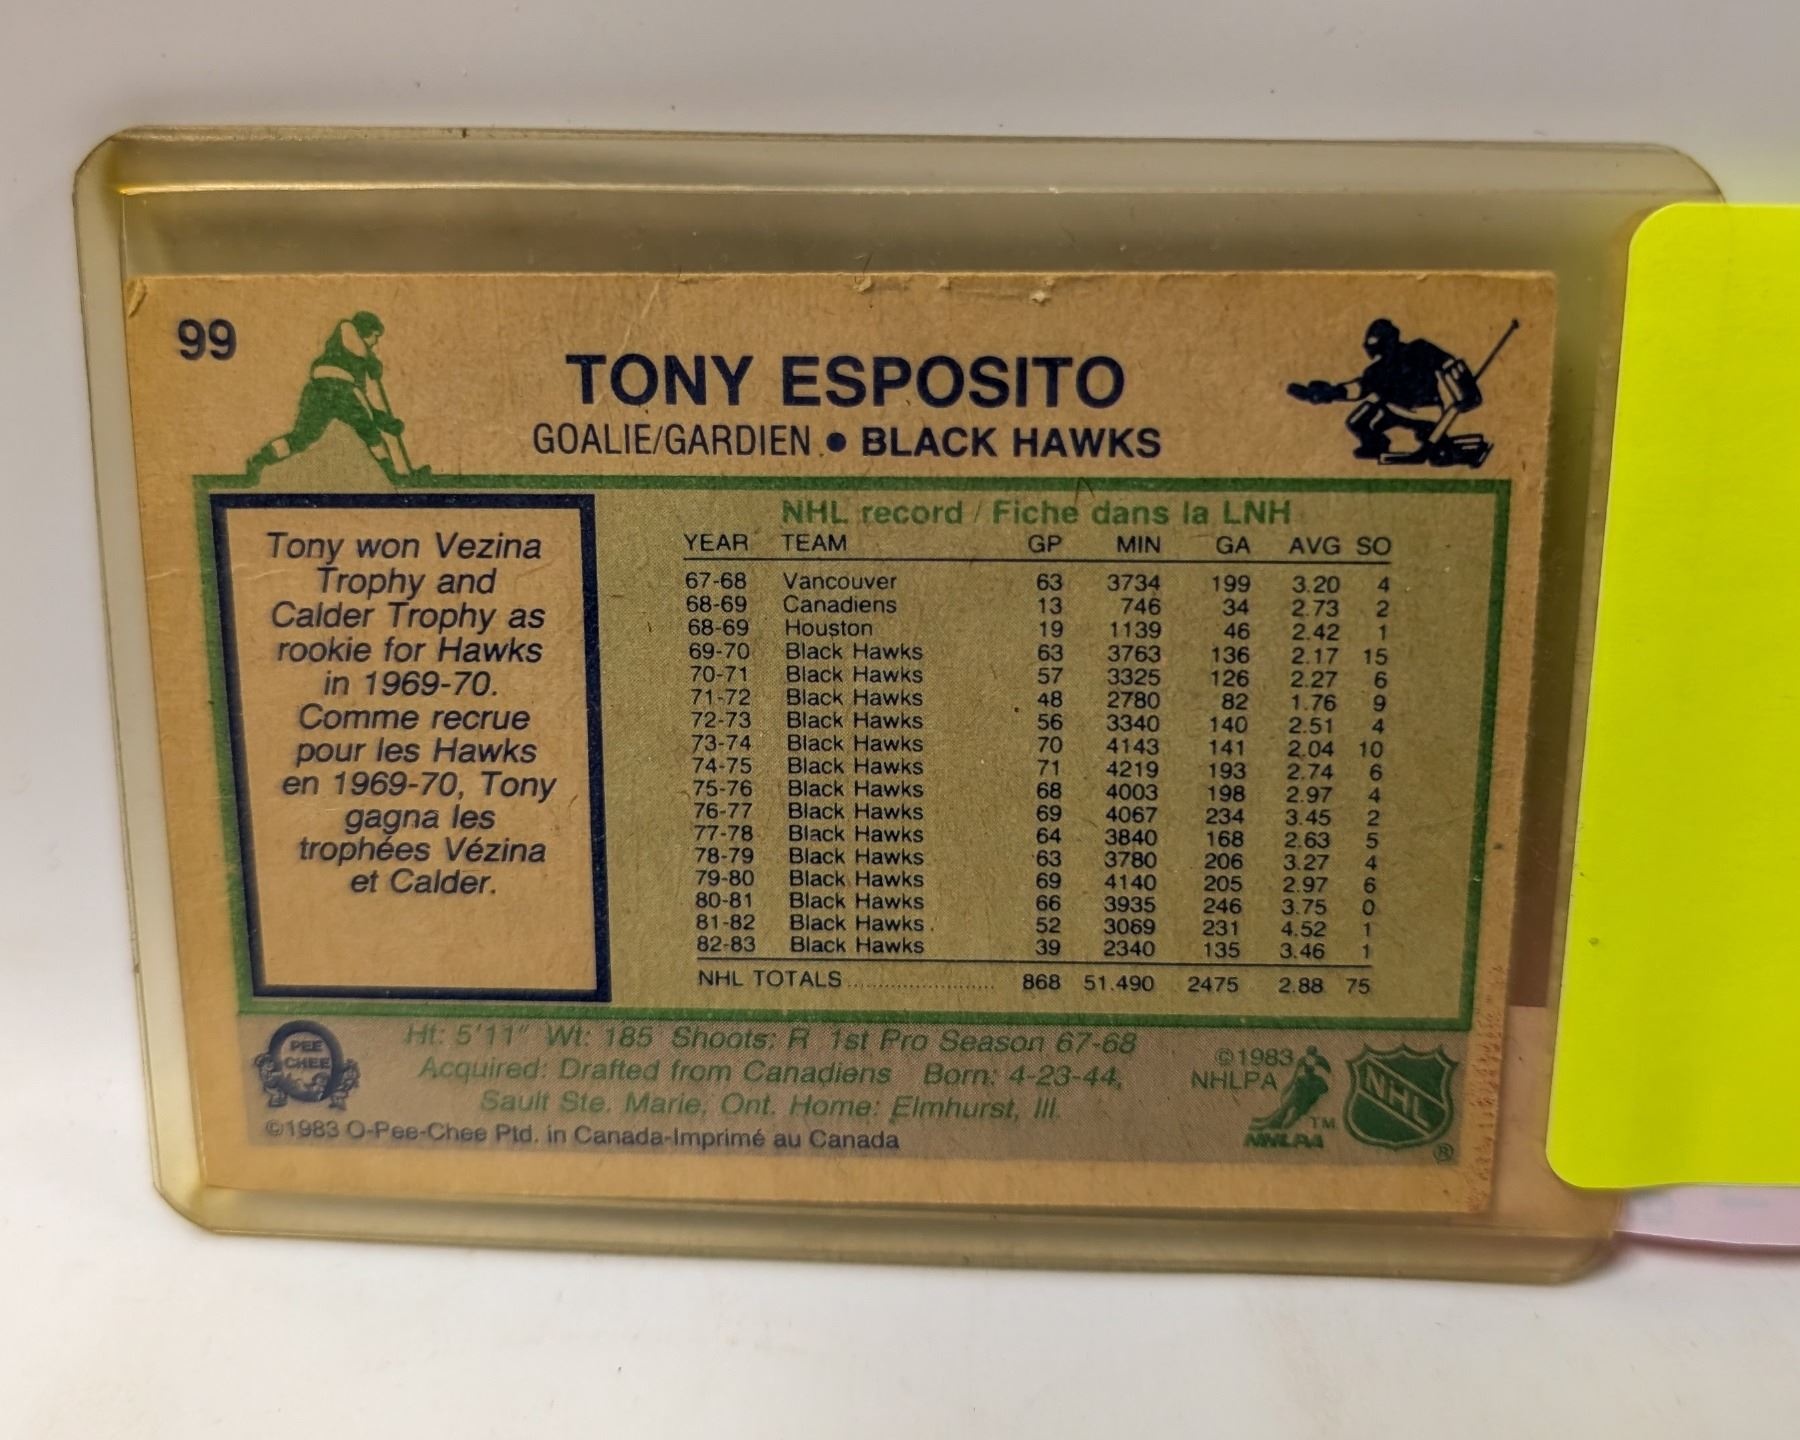 99
TONY ESPOSITO
GOALIE/GARDIEN • BLACK HAWKS
Tony won Vezina
Trophy and
Calder Trophy as
rookie for Hawks
in 1969-70.
Comme recrue
pour les Hawks
en 1969-70, Tony
gagna les
trophées Vézina
et Calder.
NHL record / Fiche dans la LNH
YEAR TEAM GP MIN GA AVG SO
67-68 Vancouver 63 3734 199 3.20 4
68-69 Canadiens 13 746 34 2.73 2
68-69 Houston 19 1139 46 2.42 1
69-70 Black Hawks 63 3763 136 2.17 15
70-71 Black Hawks 57 3325 126 2.27 6
71-72 Black Hawks 48 2780 82 1.76 9
72-73 Black Hawks 56 3340 140 2.51 4
73-74 Black Hawks 70 4143 141 2.04 10
74-75 Black Hawks 71 4219 193 2.74 6
75-76 Black Hawks 68 4003 198 2.97 4
76-77 Black Hawks 69 4067 234 3.45 2
77-78 Black Hawks 64 3840 168 2.63 5
78-79 Black Hawks 63 3780 206 3.27 4
79-80 Black Hawks 69 4140 205 2.97 6
80-81 Black Hawks 66 3935 246 3.75 0
81-82 Black Hawks 52 3069 231 4.52 1
82-83 Black Hawks 39 2340 135 3.46 1
NHL TOTALS........................ 868 51.490 2475 2.88 75
PEE
CHEE
Ht: 5'11" Wt: 185 Shoots: R 1st Pro Season 67-68
Acquired: Drafted from Canadiens Born: 4-23-44,
Sault Ste. Marie, Ont. Home: Elmhurst, Ill.
©1983 O-Pee-Chee Ptd. in Canada-Imprimé au Canada
©1983
NHLPA
NHLPA TM
NHL ®